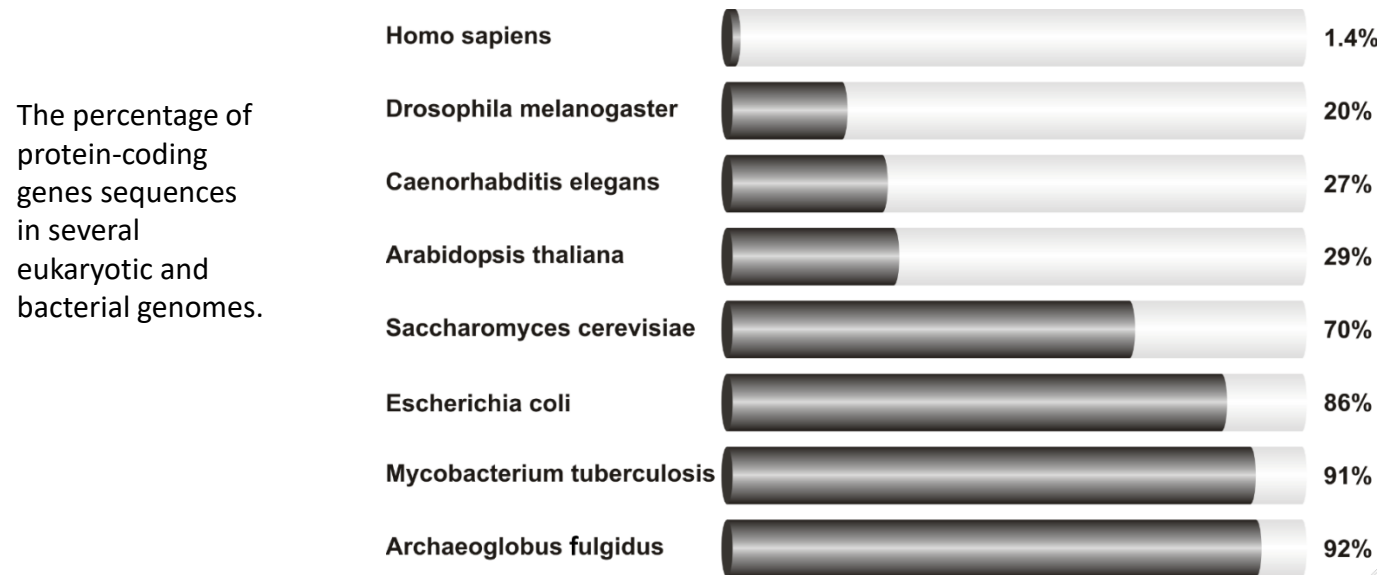 The percentage of
protein-coding
genes sequences
in several
eukaryotic and
bacterial genomes.
Homo sapiens 1.4%
Drosophila melanogaster 20%
Caenorhabditis elegans 27%
Arabidopsis thaliana 29%
Saccharomyces cerevisiae 70%
Escherichia coli 86%
Mycobacterium tuberculosis 91%
Archaeoglobus fulgidus 92%